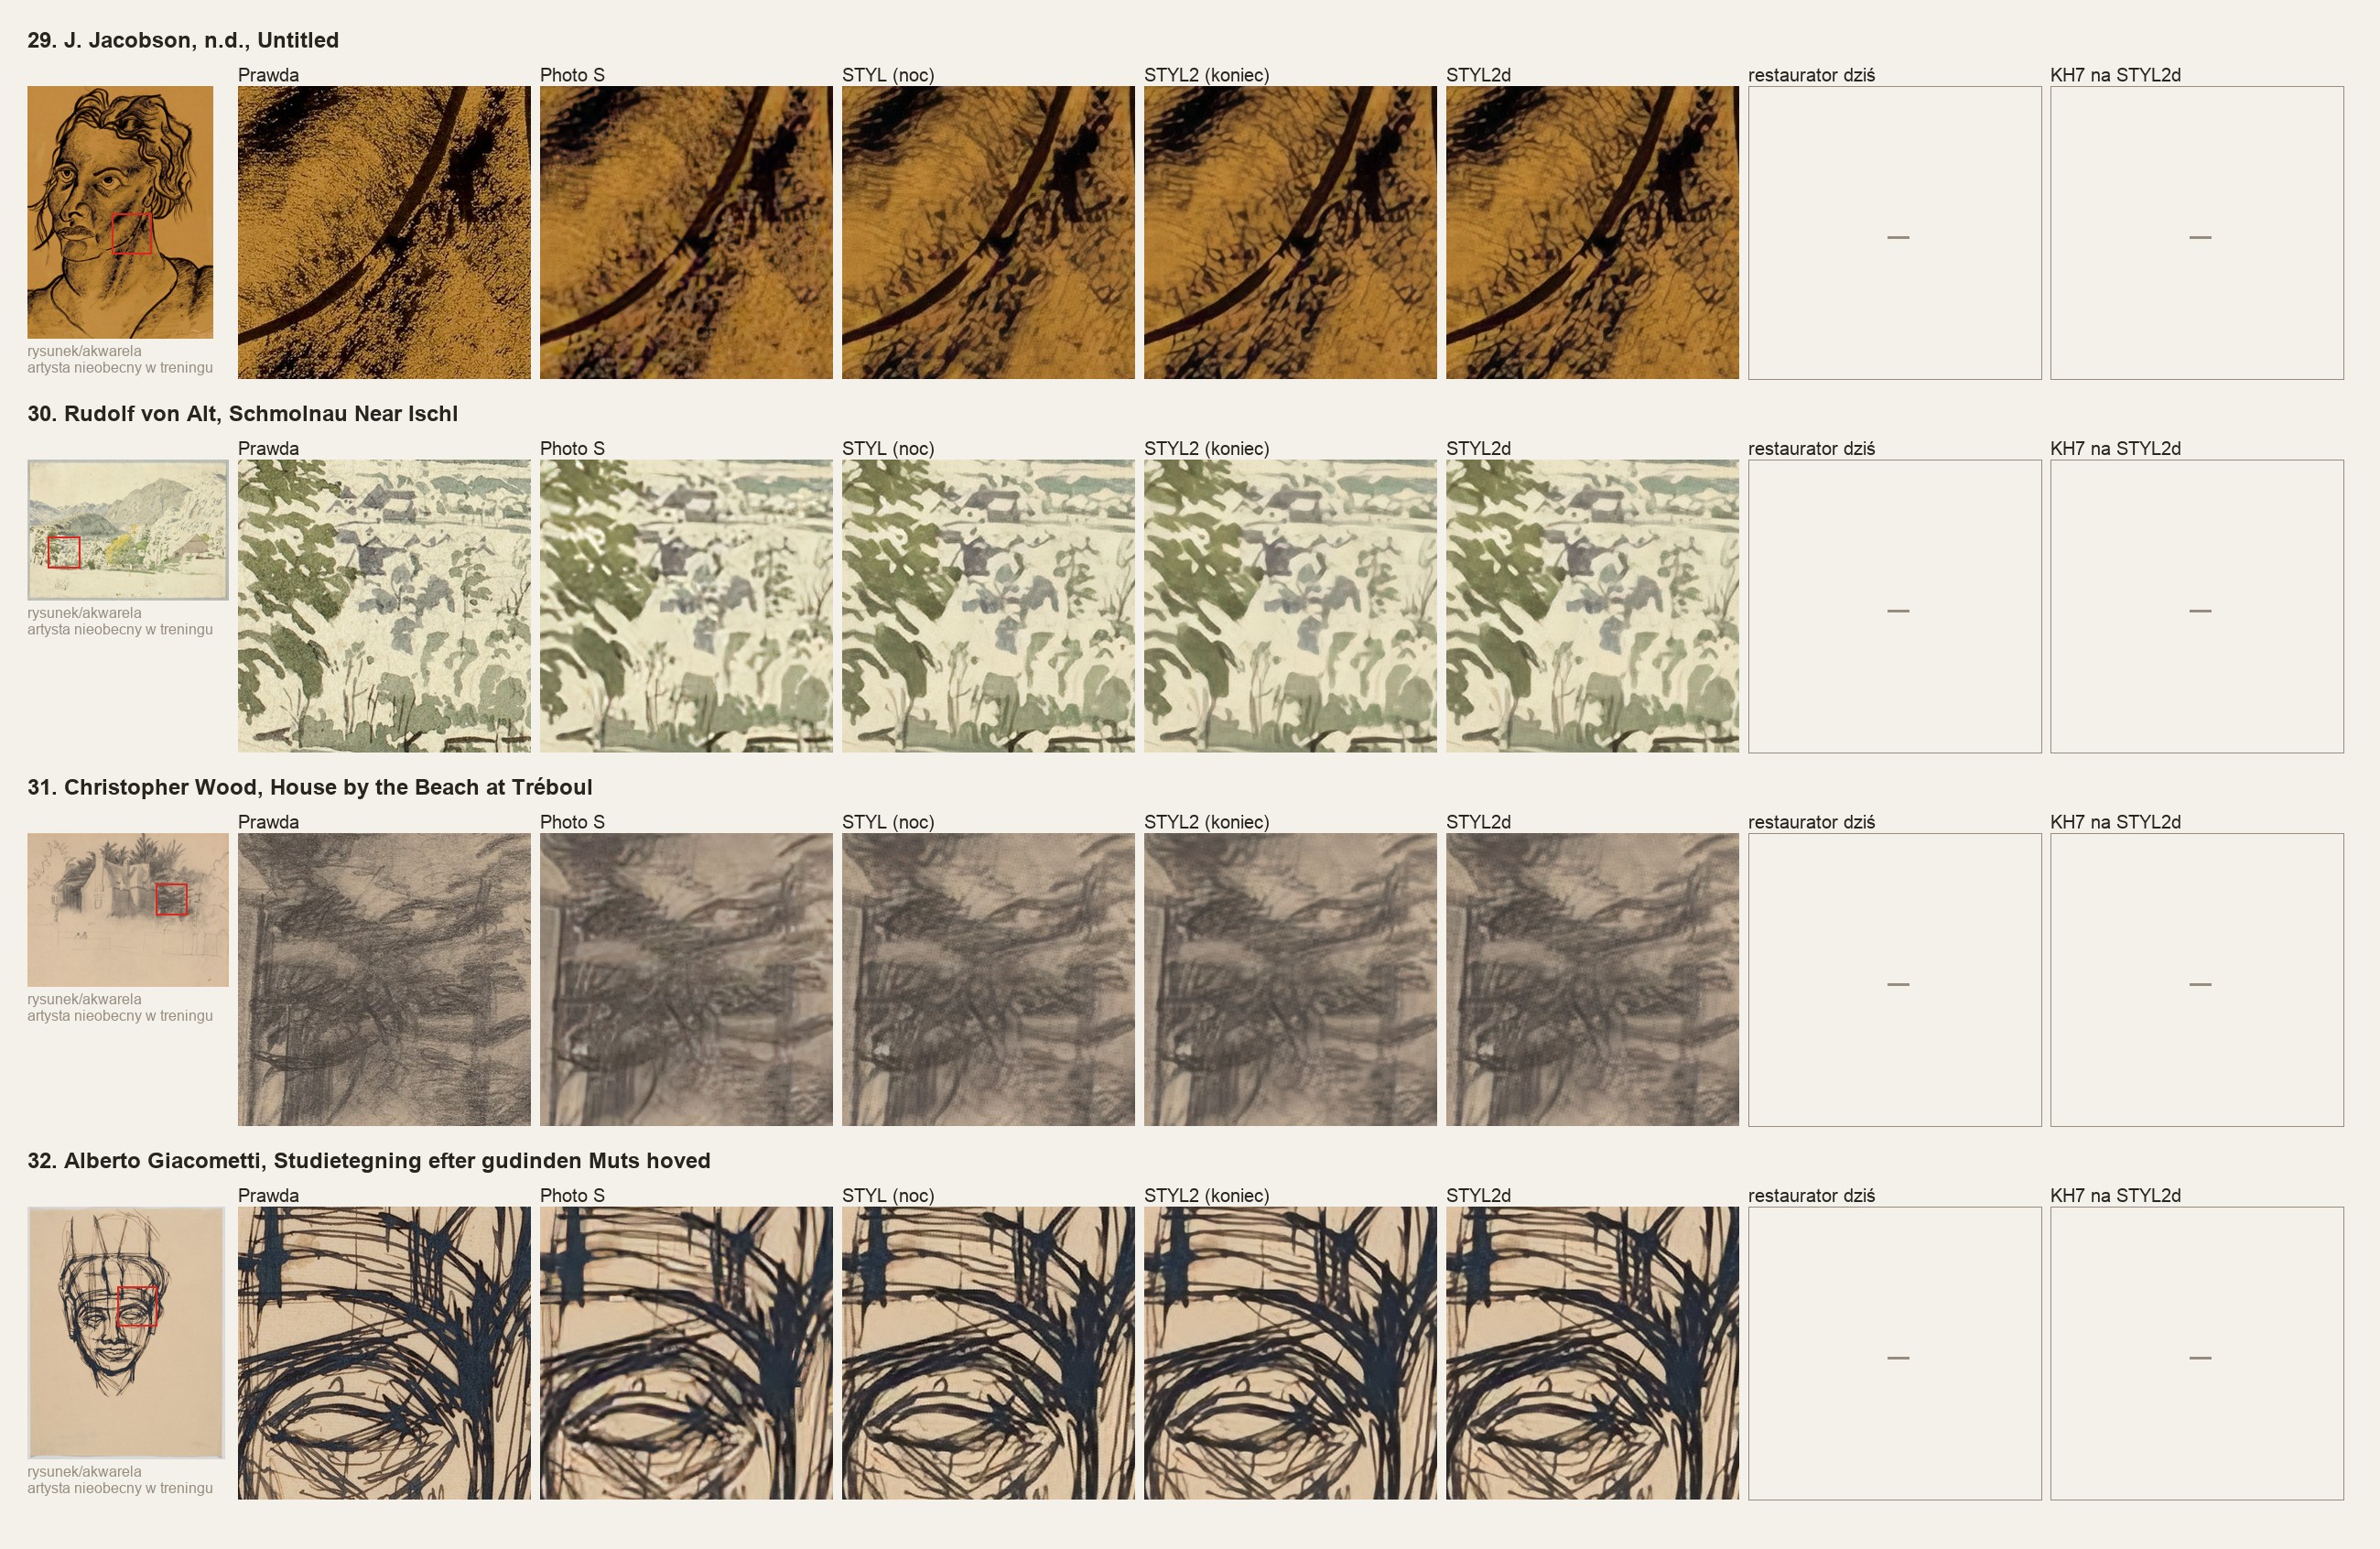 29. J. Jacobson, n.d., Untitled
Prawda
Photo S
STYL (noc)
STYL2 (koniec)
STYL2d
restaurator dziś
KH7 na STYL2d
—
—
rysunek/akwarela
artysta nieobecny w treningu
30. Rudolf von Alt, Schmolnau Near Ischl
Prawda
Photo S
STYL (noc)
STYL2 (koniec)
STYL2d
restaurator dziś
KH7 na STYL2d
—
—
rysunek/akwarela
artysta nieobecny w treningu
31. Christopher Wood, House by the Beach at Tréboul
Prawda
Photo S
STYL (noc)
STYL2 (koniec)
STYL2d
restaurator dziś
KH7 na STYL2d
—
—
rysunek/akwarela
artysta nieobecny w treningu
32. Alberto Giacometti, Studietegning efter gudinden Muts hoved
Prawda
Photo S
STYL (noc)
STYL2 (koniec)
STYL2d
restaurator dziś
KH7 na STYL2d
—
—
rysunek/akwarela
artysta nieobecny w treningu